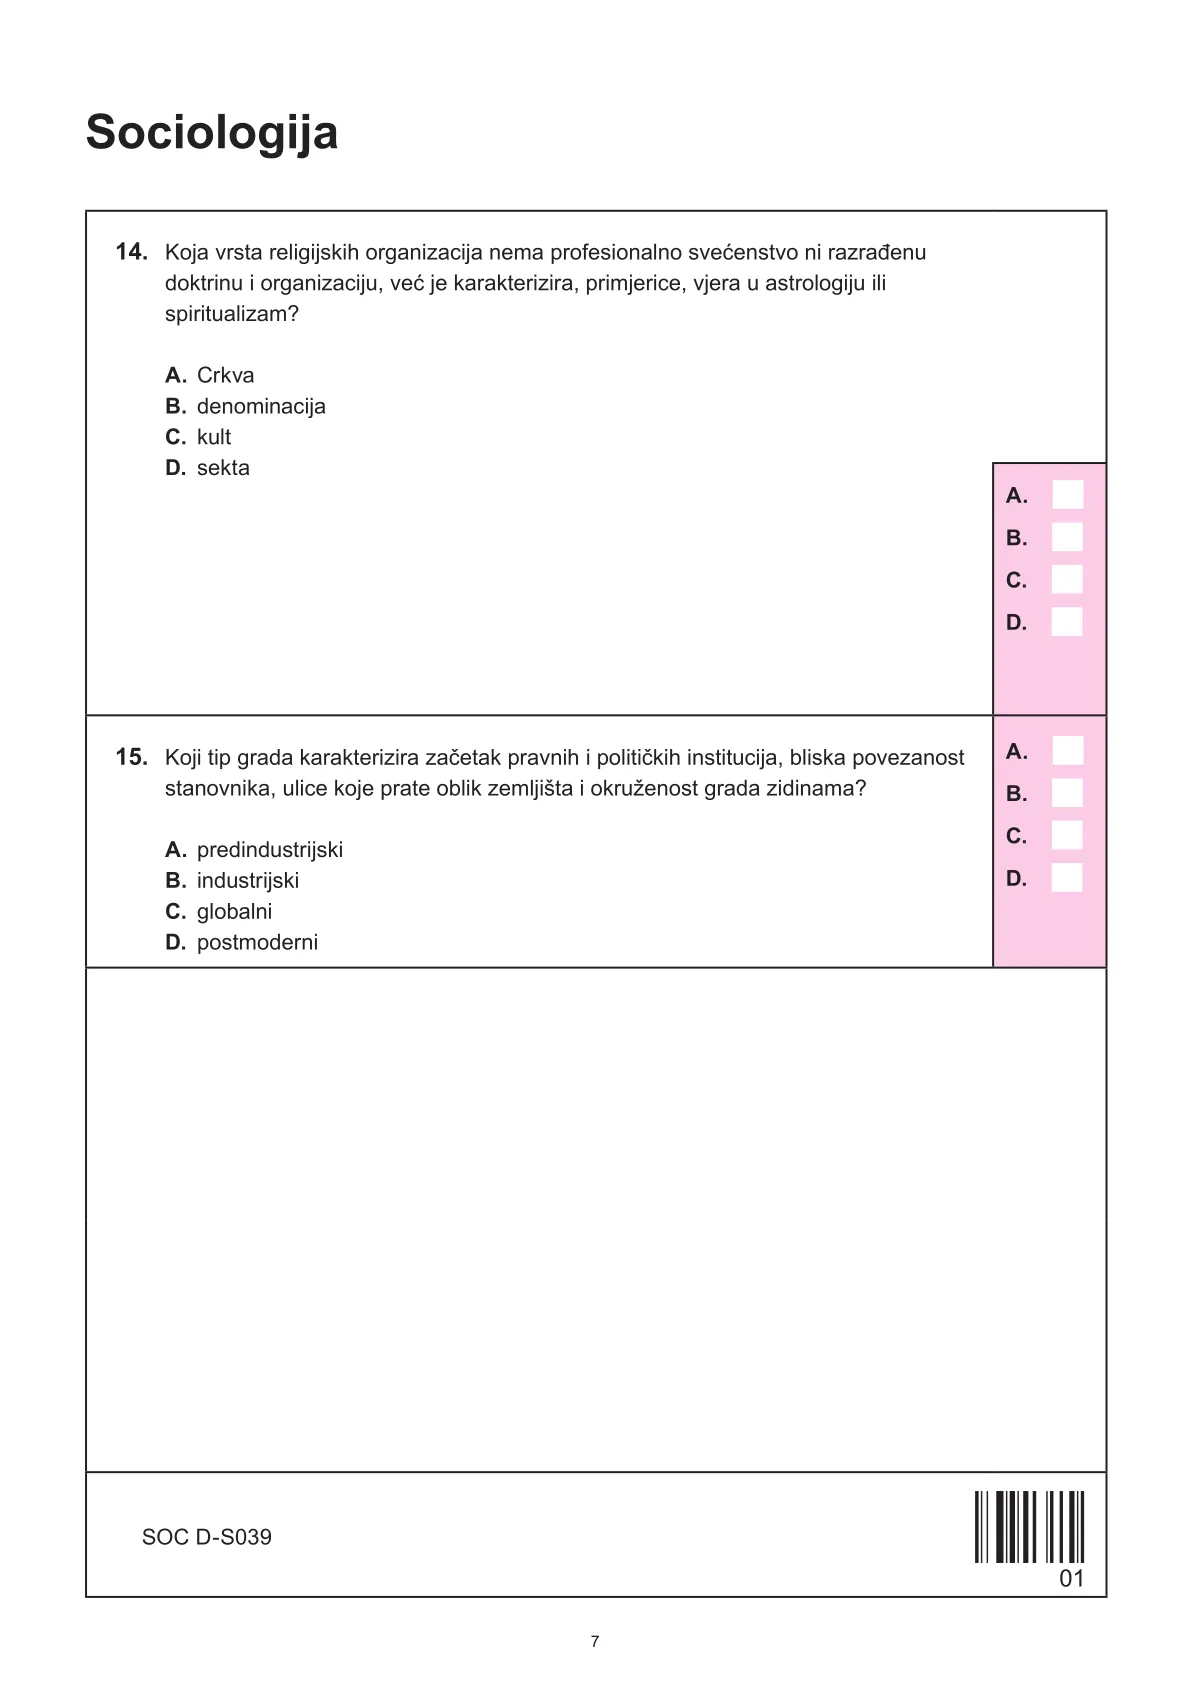 Sociologija
14. Koja vrsta religijskih organizacija nema profesionalno svećenstvo ni razrađenu
doktrinu i organizaciju, već je karakterizira, primjerice, vjera u astrologiju ili
spiritualizam?
A. Crkva
B. denominacija
C. kult
D. sekta
A.
B.
C.
D.
15. Koji tip grada karakterizira začetak pravnih i političkih institucija, bliska povezanost
stanovnika, ulice koje prate oblik zemljišta i okruženost grada zidinama?
A. predindustrijski
B. industrijski
C. globalni
D. postmoderni
A.
B.
C.
D.
SOC D-S039
01
7